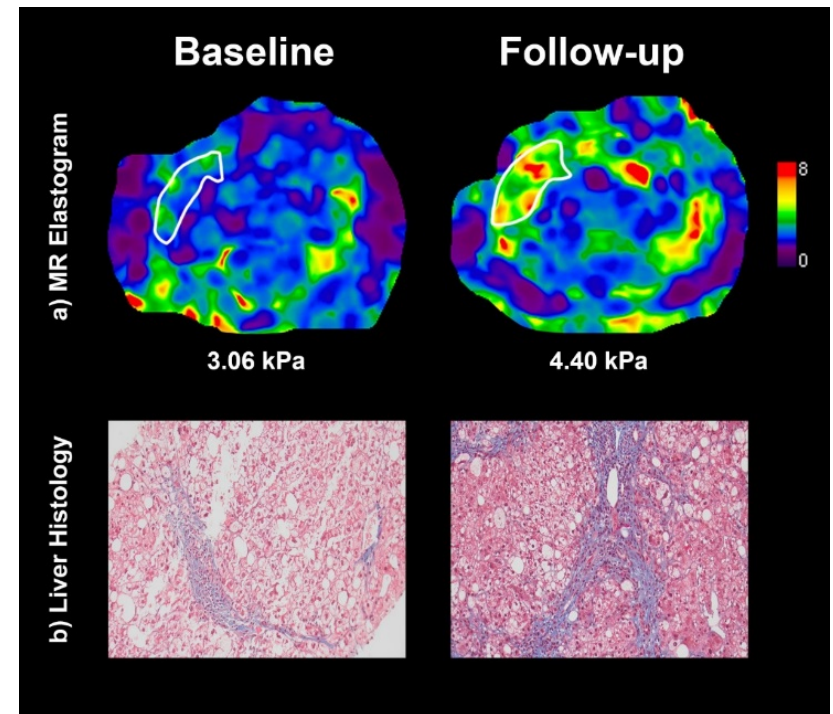 Baseline
Follow-up
a) MR Elastogram
8
0
3.06 kPa
4.40 kPa
b) Liver Histology